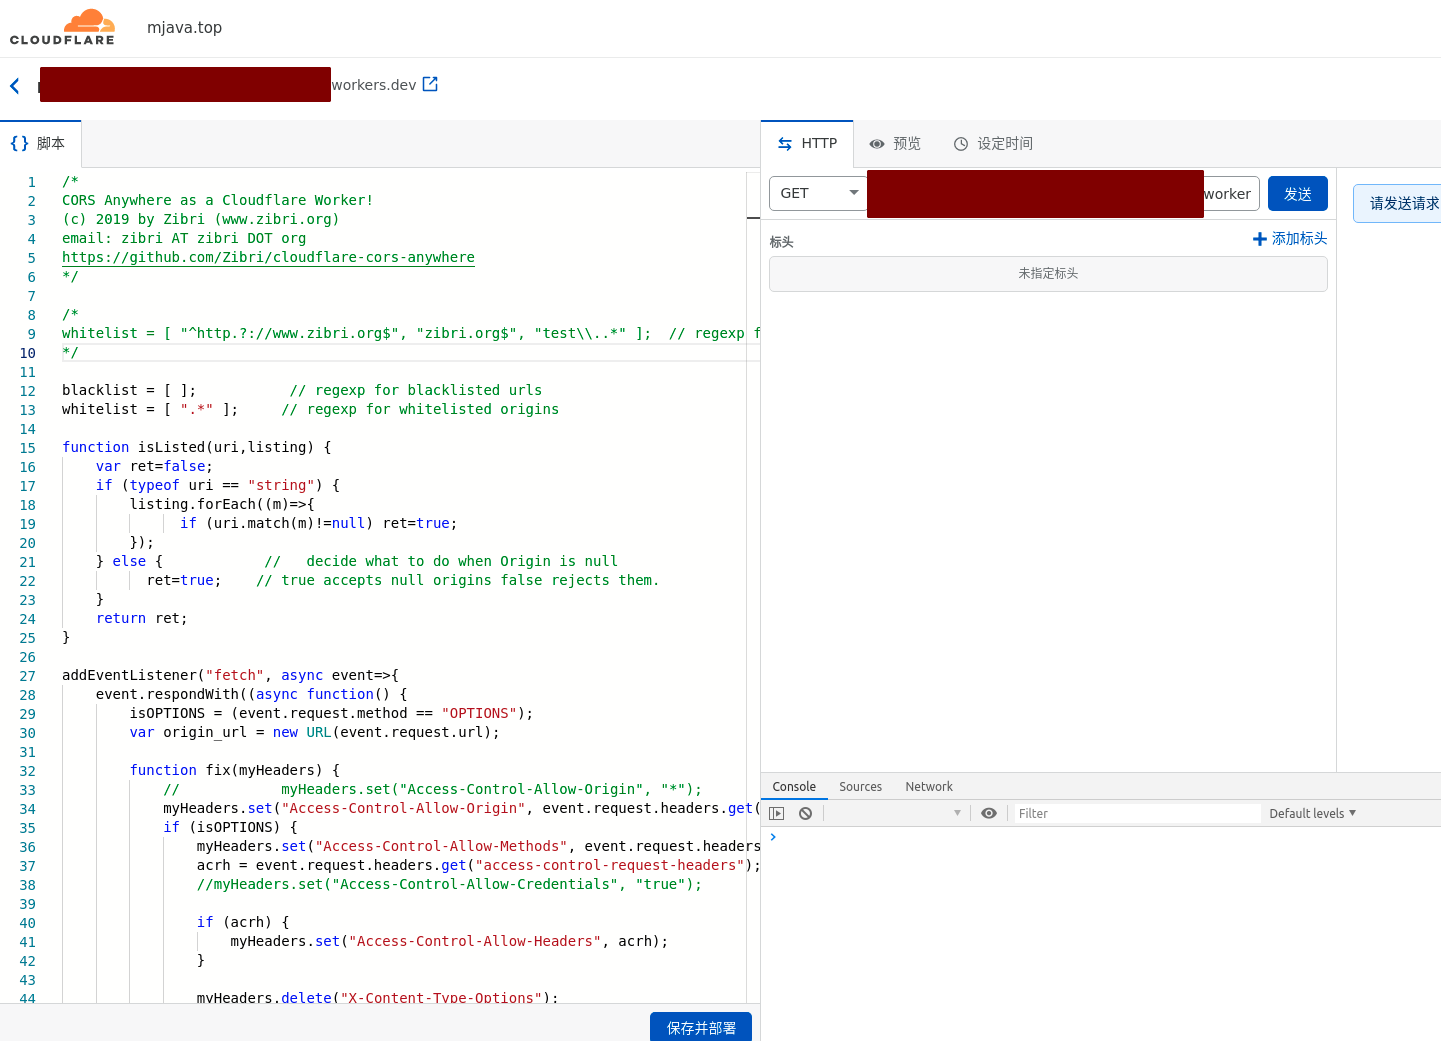 CLOUDFLARE
mjava.top
workers.dev
{} 脚本
HTTP
预览
设定时间
1 /*
2 CORS Anywhere as a Cloudflare Worker!
3 (c) 2019 by Zibri (www.zibri.org)
4 email: zibri AT zibri DOT org
5 https://github.com/Zibri/cloudflare-cors-anywhere
6 */
7
8 /*
9 whitelist = [ "^http.?://www.zibri.org$", "zibri.org$", "test\\..*" ];  // regexp f
10 */
11
12 blacklist = [ ];           // regexp for blacklisted urls
13 whitelist = [ ".*" ];     // regexp for whitelisted origins
14
15 function isListed(uri,listing) {
16     var ret=false;
17     if (typeof uri == "string") {
18         listing.forEach((m)=>{
19               if (uri.match(m)!=null) ret=true;
20         });
21     } else {            //   decide what to do when Origin is null
22           ret=true;    // true accepts null origins false rejects them.
23     }
24     return ret;
25 }
26
27 addEventListener("fetch", async event=>{
28     event.respondWith((async function() {
29         isOPTIONS = (event.request.method == "OPTIONS");
30         var origin_url = new URL(event.request.url);
31
32         function fix(myHeaders) {
33             //            myHeaders.set("Access-Control-Allow-Origin", "*");
34             myHeaders.set("Access-Control-Allow-Origin", event.request.headers.get(
35             if (isOPTIONS) {
36                 myHeaders.set("Access-Control-Allow-Methods", event.request.headers
37                 acrh = event.request.headers.get("access-control-request-headers");
38                 //myHeaders.set("Access-Control-Allow-Credentials", "true");
39
40                 if (acrh) {
41                     myHeaders.set("Access-Control-Allow-Headers", acrh);
42                 }
43
44                 myHeaders.delete("X-Content-Type-Options");
保存并部署
GET
worker
发送
请发送请求
标头
添加标头
未指定标头
Console
Sources
Network
Filter
Default levels